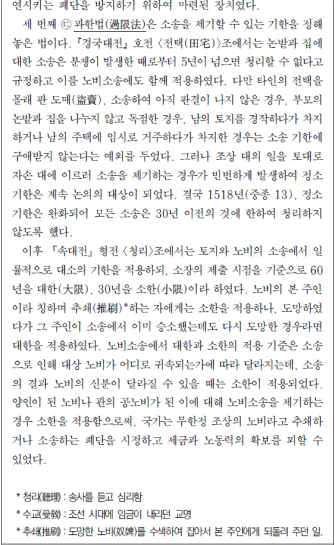 연시키는 폐단을 방지하기 위하여 마련된 장치였다.
세 번째 ㉢ 과한법(過限法)은 소송을 제기할 수 있는 기한을 정해
놓은 법이다. 『경국대전』 호전 〈전택(田宅)〉조에서는 논밭과 집에
대한 소송은 분쟁이 발생한 때로부터 5년이 넘으면 청리할 수 없다고
규정하고 이를 노비소송에도 함께 적용하였다. 다만 타인의 전택을
몰래 판 도매(盜賣), 소송하여 아직 판결이 나지 않은 경우, 부모의
논밭과 집을 나누지 않고 독점한 경우, 남의 토지를 경작하다가 차지
하거나 남의 주택에 임시로 거주하다가 차지한 경우는 소송 기한에
구애받지 않는다는 예외를 두었다. 그러나 조상 대의 일을 토대로
자손 대에 이르러 소송을 제기하는 경우가 빈번하게 발생하여 정소
기한은 계속 논의의 대상이 되었다. 결국 1518년(중종 13), 정소
기한은 완화되어 모든 소송은 30년 이전의 것에 한하여 청리하지
않도록 했다.
이후 『속대전』 형전 〈청리〉조에서는 토지와 노비의 소송에서 일
률적으로 대소의 기한을 적용하되, 소장의 제출 시점을 기준으로 60
년을 대한(大限), 30년을 소한(小限)이라 하였다. 노비의 본 주인
이라 칭하며 추쇄(推刷)*하는 자에게는 소한을 적용하나, 도망하였
다가 그 주인이 소송에서 이미 승소했는데도 다시 도망한 경우라면
대한을 적용하였다. 노비소송에서 대한과 소한의 적용 기준은 소송
으로 인해 대상 노비가 어디로 귀속되는가에 따라 달라지는데, 소송
의 결과 노비의 신분이 달라질 수 있을 때는 소한이 적용되었다.
양인이 된 노비나 관의 공노비가 된 이에 대해 노비소송을 제기하는
경우 소한을 적용함으로써, 국가는 무한정 조상의 노비라고 추쇄하
거나 소송하는 폐단을 시정하고 세금과 노동력의 확보를 꾀할 수
있었다.
* 청리(聽理) : 송사를 듣고 심리함
* 수교(受敎) : 조선 시대에 임금이 내리던 교명
* 추쇄(推刷) : 도망한 노비(奴婢)를 수색하여 잡아서 본 주인에게 되돌려 주던 일.